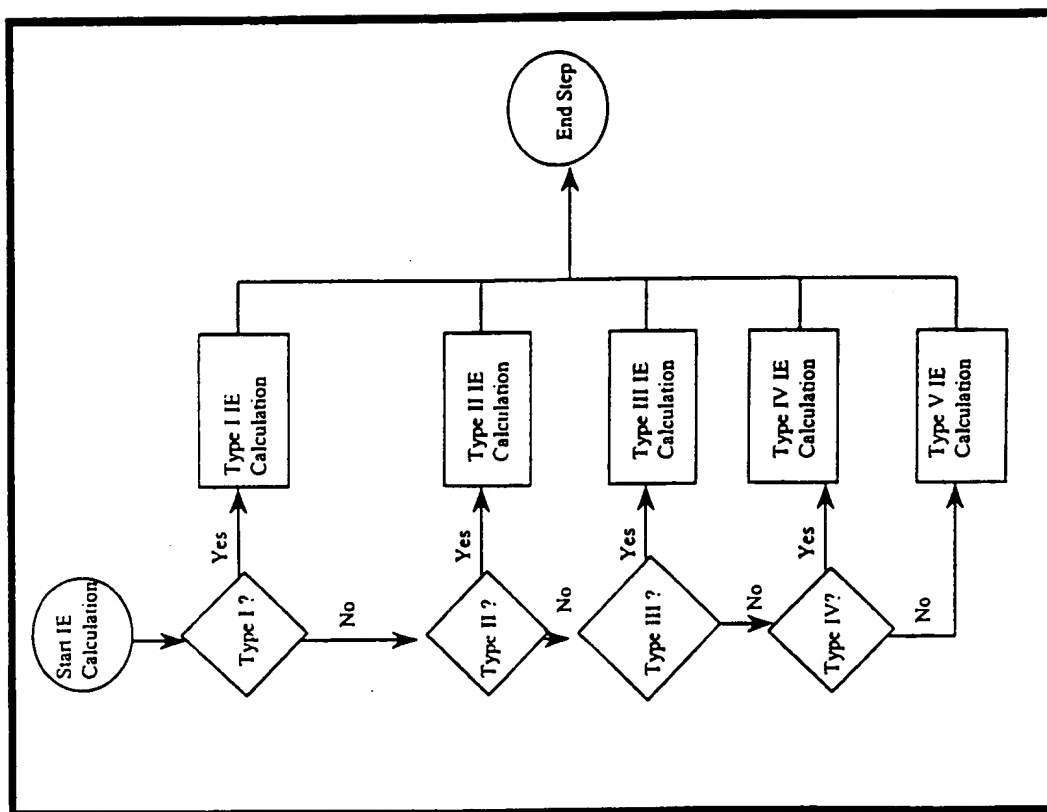 Start IE
Calculation
Type I ?
Yes
Type I IE
Calculation
No
Type II ?
Yes
Type II IE
Calculation
No
Type III ?
Yes
Type III IE
Calculation
No
Type IV?
Yes
Type IV IE
Calculation
No
Type V IE
Calculation
End Step